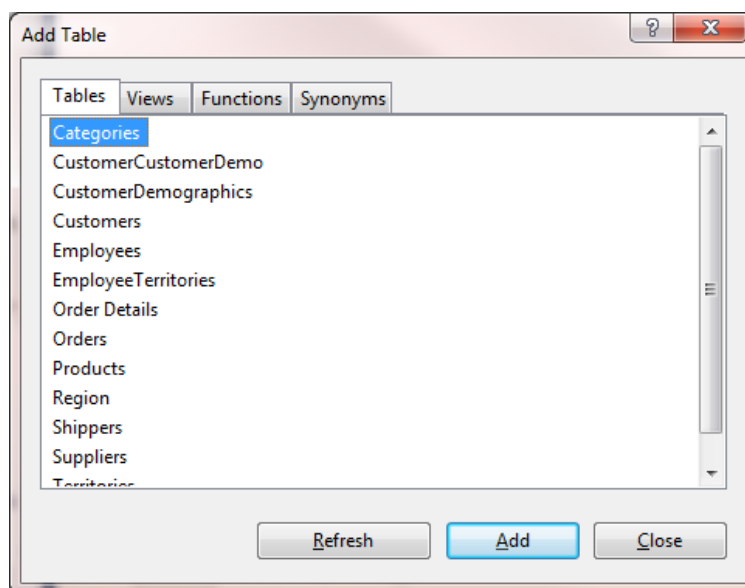 Add Table
Tables Views Functions Synonyms
Categories
CustomerCustomerDemo
CustomerDemographics
Customers
Employees
EmployeeTerritories
Order Details
Orders
Products
Region
Shippers
Suppliers
Territories
Refresh Add Close